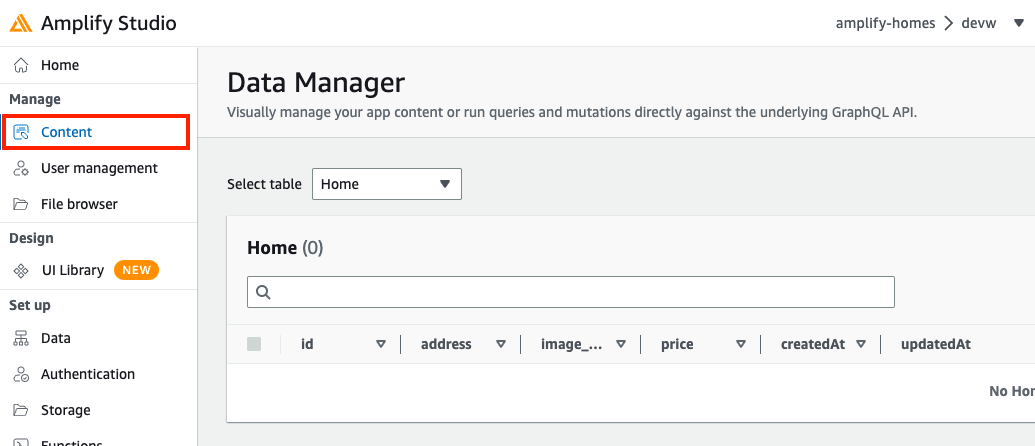 Amplify Studio
amplify-homes devw
Home
Manage
Content
User management
File browser
Design
UI Library NEW
Set up
Data
Authentication
Storage
Functions
Data Manager
Visually manage your app content or run queries and mutations directly against the underlying GraphQL API.
Select table Home
Home (0)
id address image_... price createdAt updatedAt
No Hor